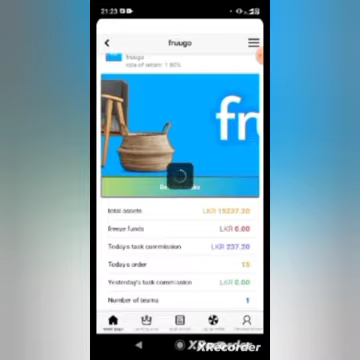 21:23
fruugo
fruugo
rate of return: 1.80%
fru
total assets LKR 15237.20
freeze funds LKR 0.00
Today's task commission LKR 237.20
Today's order 15
Yesterday's task commission LKR 0.00
Number of teams 1
XRecorder